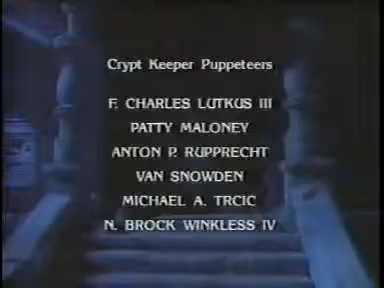 Crypt Keeper Puppeteers
F. CHARLES LUTKUS III
PATTY MALONEY
ANTON P. RUPPRECHT
VAN SNOWDEN
MICHAEL A. TRCIC
N. BROCK WINKLESS IV